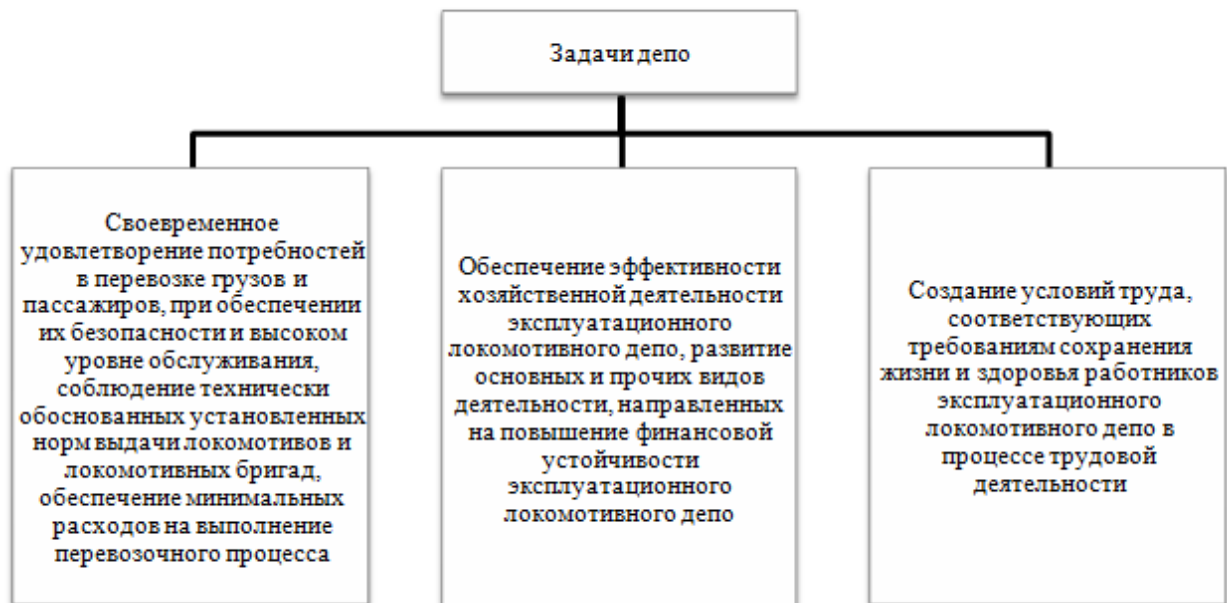 Задачи депо
Своевременное
удовлетворение потребностей
в перевозке грузов и
пассажиров, при обеспечении
их безопасности и высоком
уровне обслуживания,
соблюдение технически
обоснованных установленных
норм выдачи локомотивов и
локомотивных бригад,
обеспечение минимальных
расходов на выполнение
перевозочного процесса
Обеспечение эффективности
хозяйственной деятельности
эксплуатационного
локомотивного депо, развитие
основных и прочих видов
деятельности, направленных
на повышение финансовой
устойчивости
эксплуатационного
локомотивного депо
Создание условий труда,
соответствующих
требованиям сохранения
жизни и здоровья работников
эксплуатационного
локомотивного депо в
процессе трудовой
деятельности